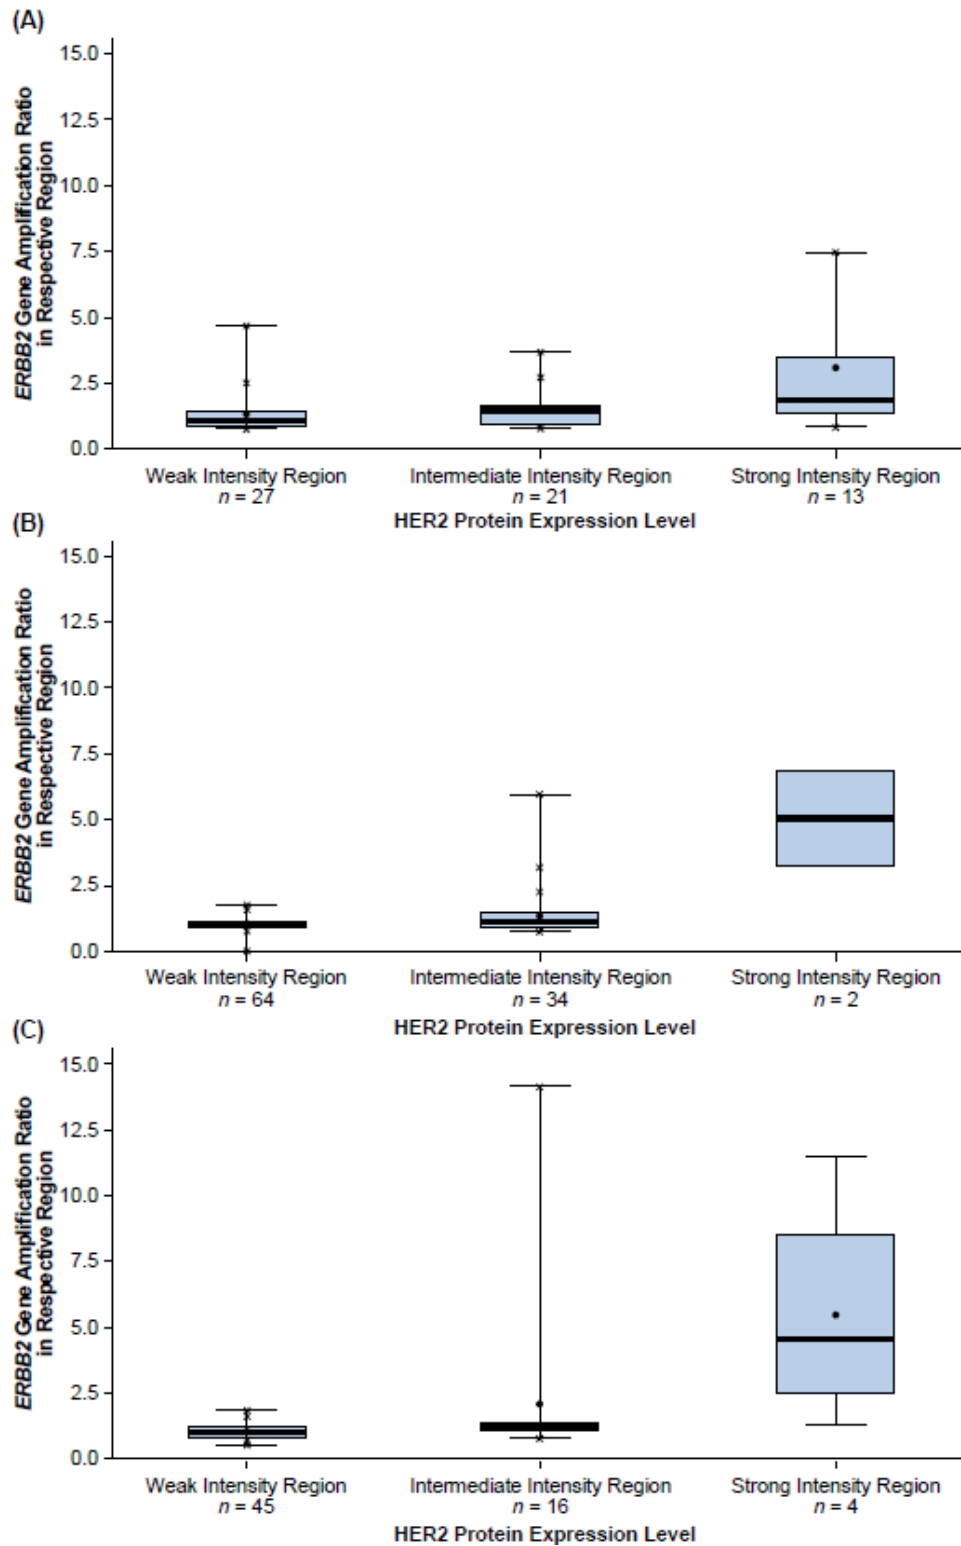 (A)
ERBB2 Gene Amplification Ratio
in Respective Region
15.0
12.5
10.0
7.5
5.0
2.5
0.0
Weak Intensity Region Intermediate Intensity Region Strong Intensity Region
n = 27 n = 21 n = 13
HER2 Protein Expression Level
(B)
ERBB2 Gene Amplification Ratio
in Respective Region
15.0
12.5
10.0
7.5
5.0
2.5
0.0
Weak Intensity Region Intermediate Intensity Region Strong Intensity Region
n = 64 n = 34 n = 2
HER2 Protein Expression Level
(C)
ERBB2 Gene Amplification Ratio
in Respective Region
15.0
12.5
10.0
7.5
5.0
2.5
0.0
Weak Intensity Region Intermediate Intensity Region Strong Intensity Region
n = 45 n = 16 n = 4
HER2 Protein Expression Level